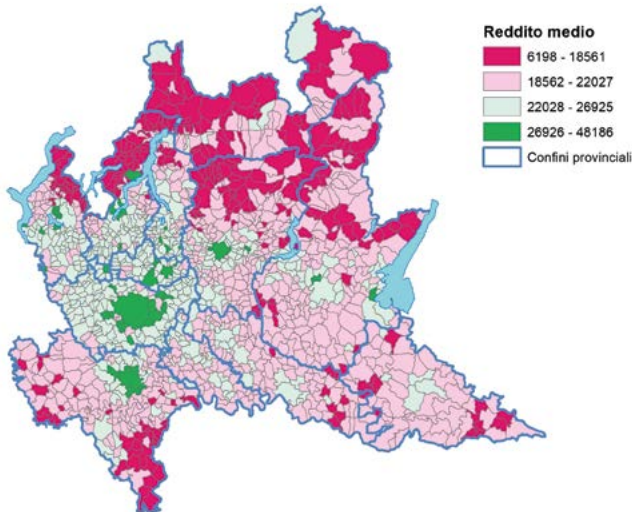 Reddito medio
6198 - 18561
18562 - 22027
22028 - 26925
26926 - 48186
Confini provinciali